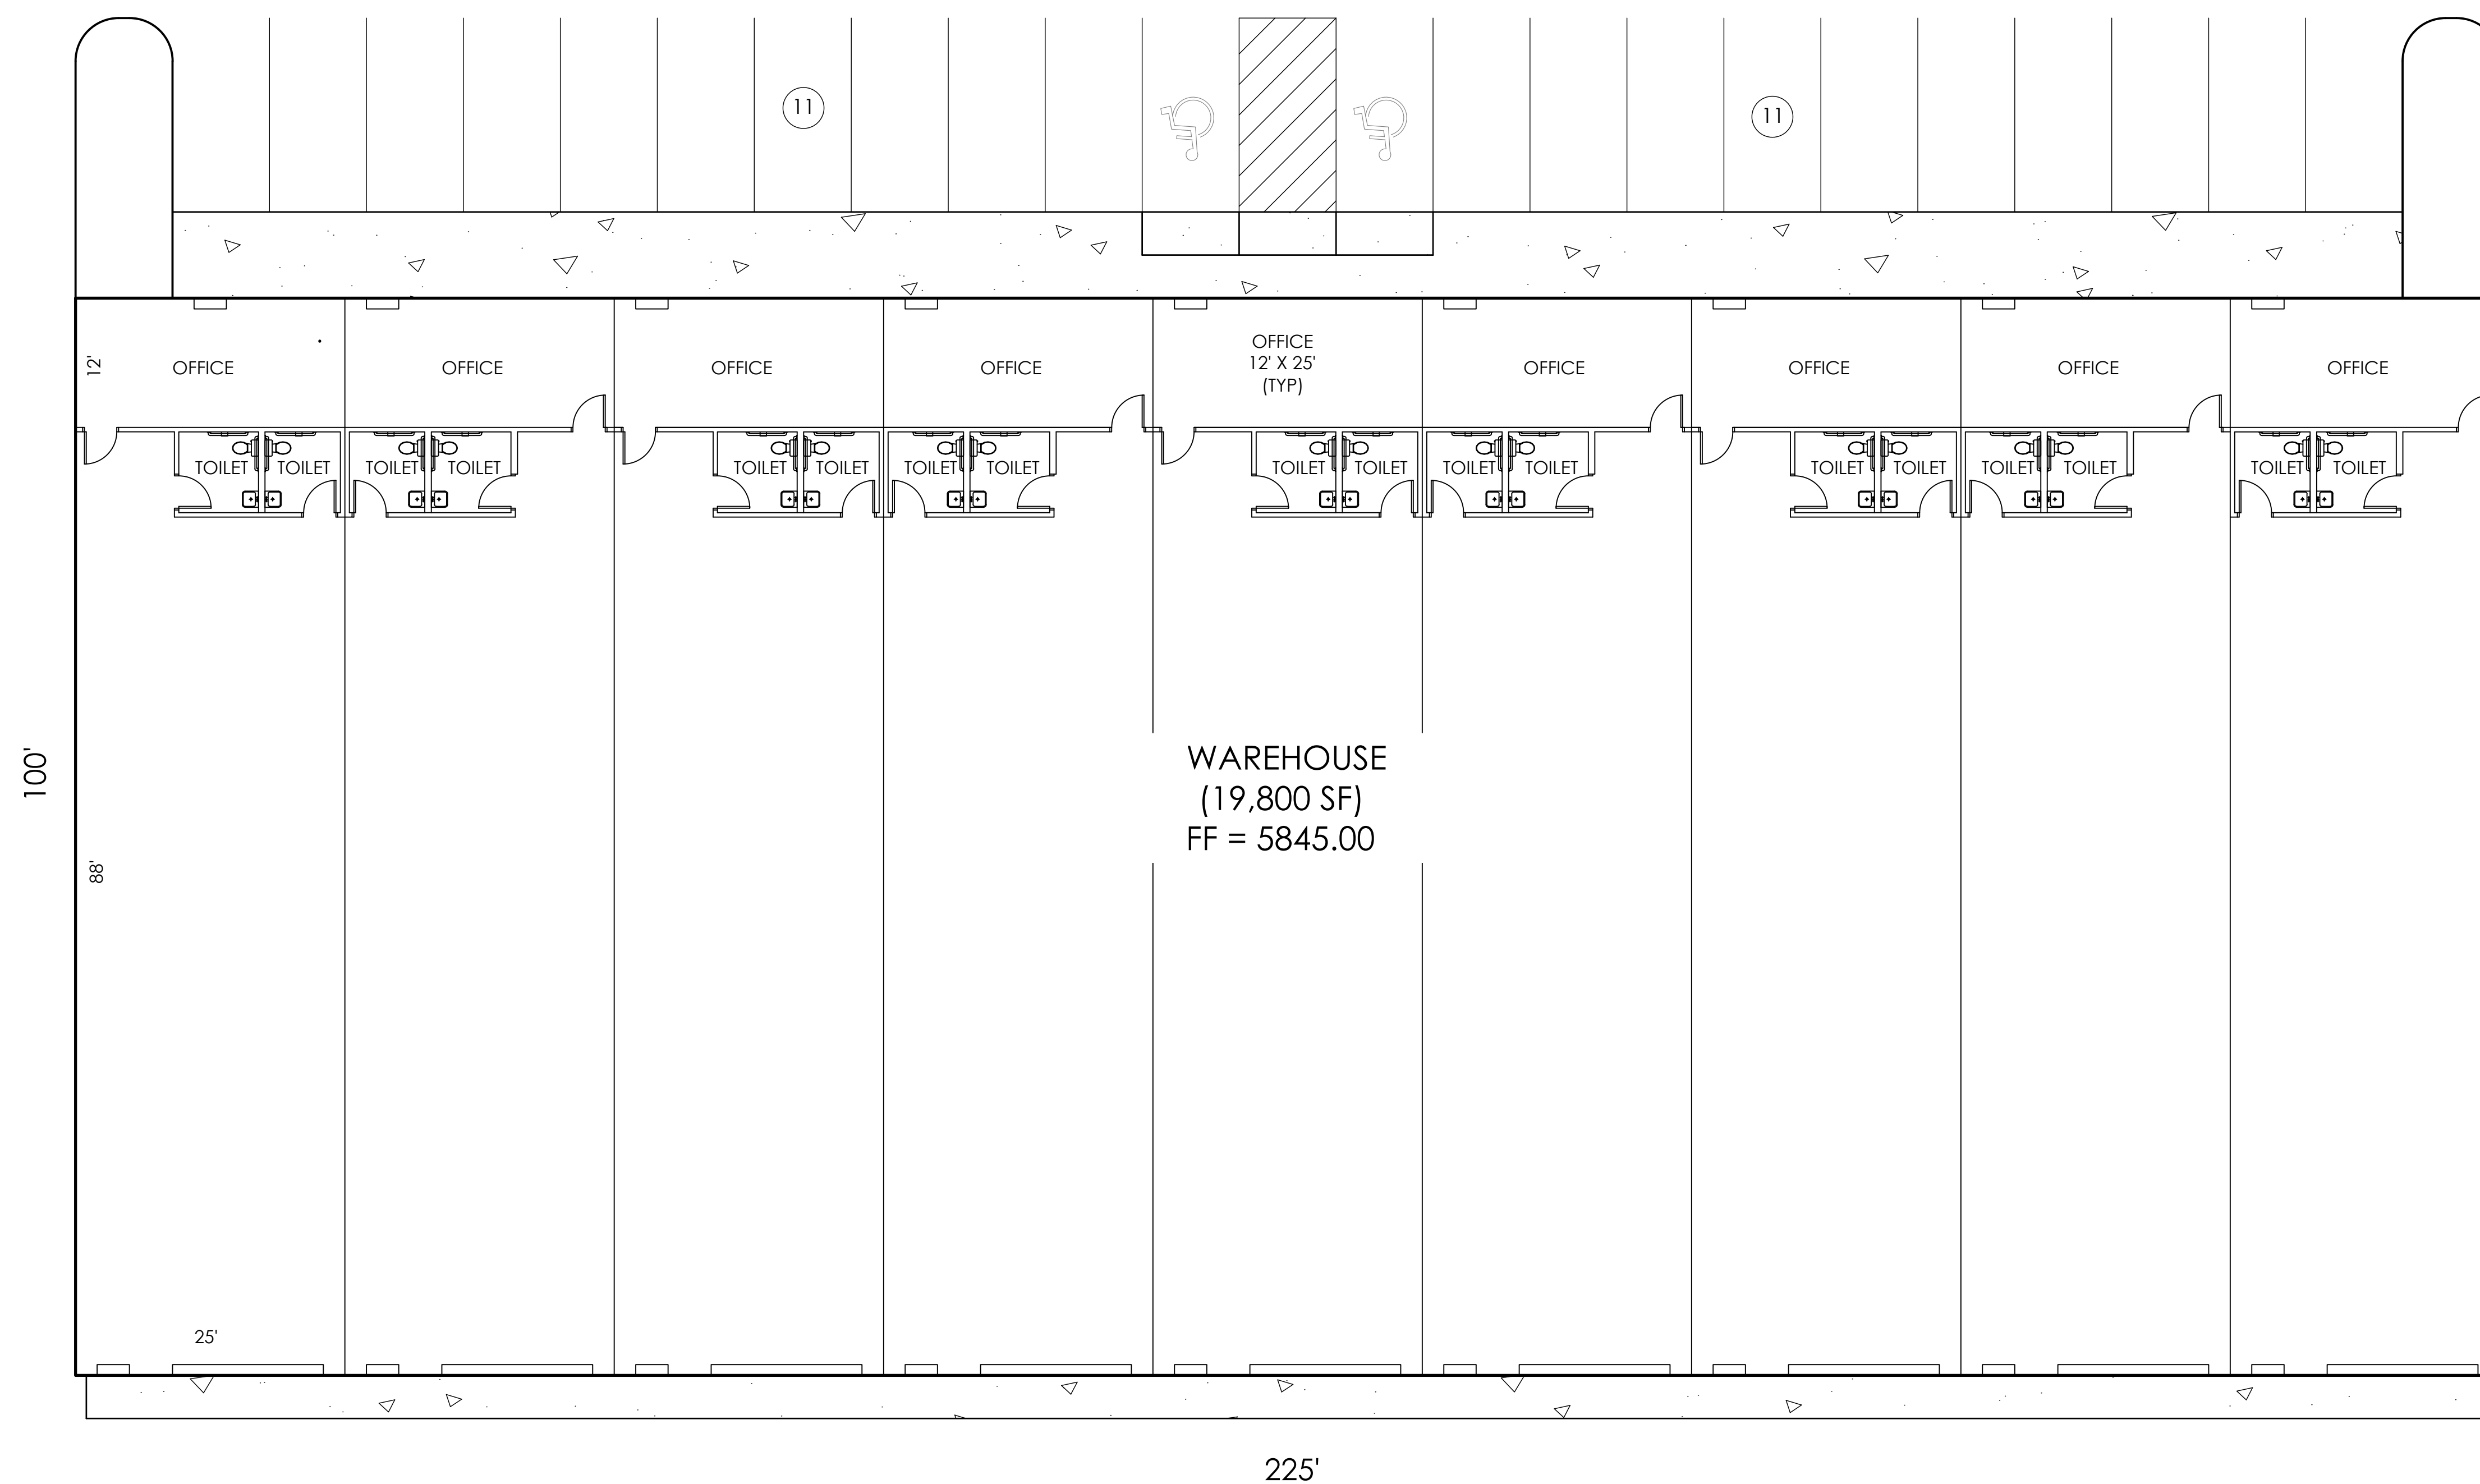 11
11
12'
OFFICE
OFFICE
OFFICE
OFFICE
OFFICE
12' X 25'
(TYP)
OFFICE
OFFICE
OFFICE
OFFICE
TOILET TOILET
TOILET TOILET
TOILET TOILET
TOILET TOILET
TOILET TOILET
TOILET TOILET
TOILET TOILET
TOILET TOILET
TOILET TOILET
100'
WAREHOUSE
(19,800 SF)
FF = 5845.00
88'
25'
225'